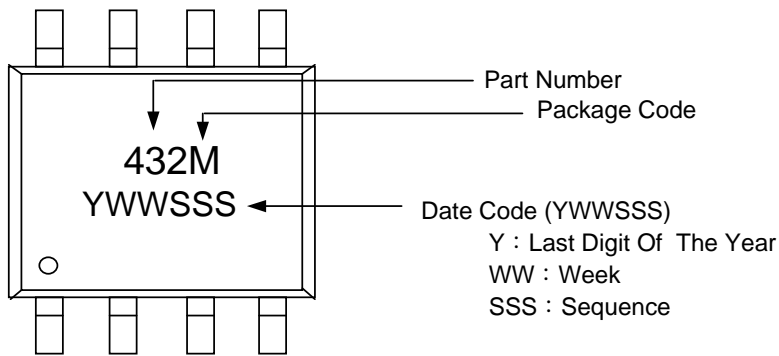 Part Number
Package Code
432M
YWWSSS
Date Code (YWWSSS)
Y：Last Digit Of The Year
WW：Week
SSS：Sequence